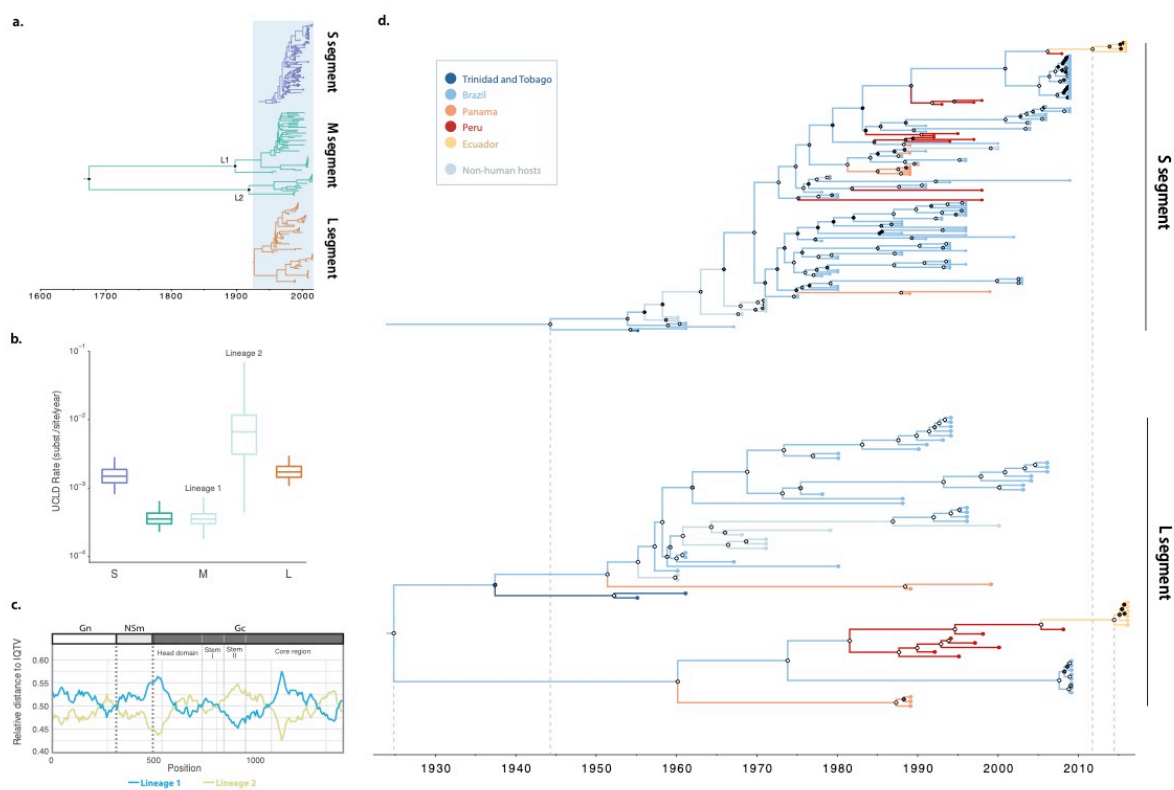 a.
S segment
M segment
L segment
L1
L2
1600 1700 1800 1900 2000
b.
UCLD Rate (subst./site/year)
10⁻¹
10⁻²
10⁻³
10⁻⁴
Lineage 2
Lineage 1
S M L
c.
Gn NSm Gc
Head domain Stem I Stem II Core region
Relative distance to IQTV
0.60
0.55
0.50
0.45
0.40
0 500 1000
Position
Lineage 1 Lineage 2
d.
Trinidad and Tobago
Brazil
Panama
Peru
Ecuador
Non-human hosts
S segment
L segment
1930 1940 1950 1960 1970 1980 1990 2000 2010